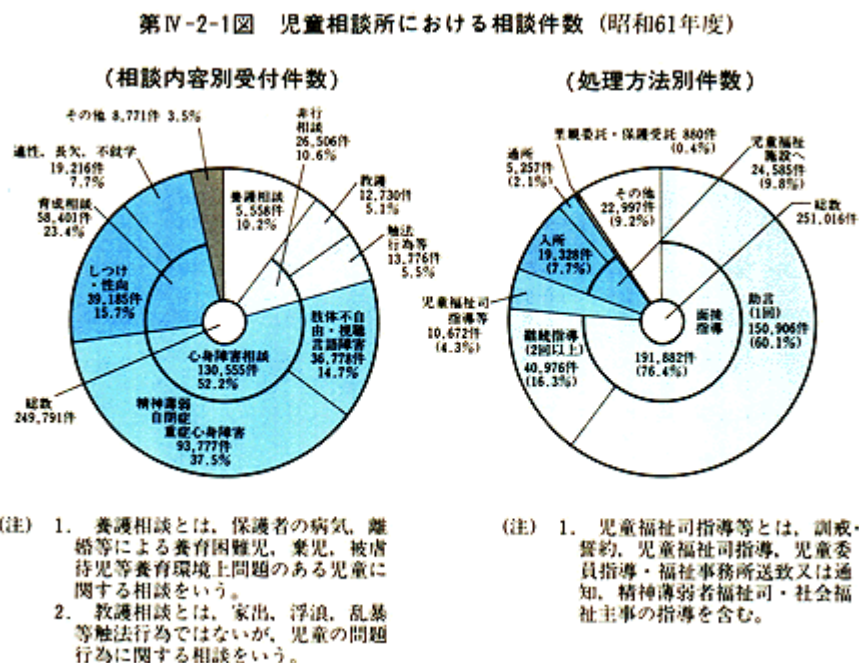 第Ⅳ-2-1図 児童相談所における相談件数 (昭和61年度)
(相談内容別受付件数)
その他 8,771件 3.5%
適性、長欠、不就学
19,216件
7.7%
育成相談
58,401件
23.4%
しつけ
・性向
39,185件
15.7%
総数
249,791件
非行
相談
26,506件
10.6%
養護相談
5,558件
10.2%
教護
12,730件
5.1%
触法
行為等
13,776件
5.5%
肢体不自
由・視聴
言語障害
36,778件
14.7%
心身障害相談
130,555件
52.2%
精神薄弱
自閉症
重症心身障害
93,777件
37.5%
(処理方法別件数)
里親委託・保護受託 880件
(0.4%)
通所
5,257件
(2.1%)
その他
22,997件
(9.2%)
児童福祉
施設へ
24,585件
(9.8%)
総数
251,016件
入所
19,328件
(7.7%)
児童福祉司
指導等
10,672件
(4.3%)
継続指導
(2回以上)
40,976件
(16.3%)
面接
指導
191,882件
(76.4%)
助言
(1回)
150,906件
(60.1%)
(注) 1. 養護相談とは、保護者の病気、離
婚等による養育困難児、棄児、被虐
待児等養育環境上問題のある児童に
関する相談をいう。
2. 教護相談とは、家出、浮浪、乱暴
等触法行為ではないが、児童の問題
行為に関する相談をいう。
(注) 1. 児童福祉司指導等とは、訓戒・
誓約、児童福祉司指導、児童委
員指導・福祉事務所送致又は通
知、精神薄弱者福祉司・社会福
祉主事の指導を含む。